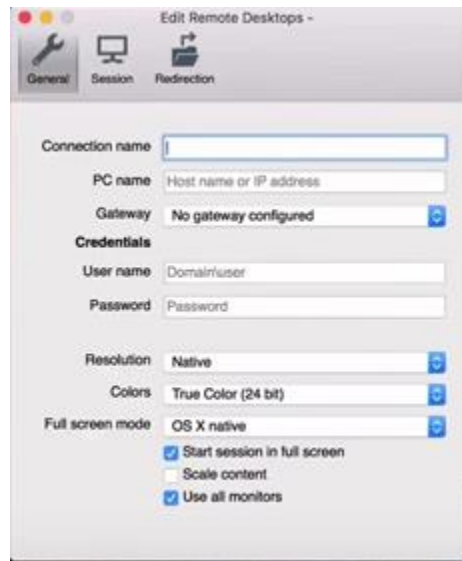 Edit Remote Desktops -
General Session Redirection
Connection name
PC name Host name or IP address
Gateway No gateway configured
Credentials
User name Domain\user
Password Password
Resolution Native
Colors True Color (24 bit)
Full screen mode OS X native
Start session in full screen
Scale content
Use all monitors